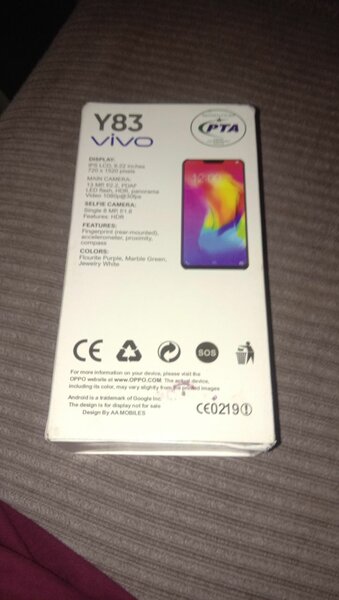 Y83
vivo
PTA
DISPLAY:
IPS LCD, 6.22 inches
720 x 1520 pixels
MAIN CAMERA:
13 MP, f/2.2, PDAF
LED flash, HDR, panorama
Video 1080p@30fps
SELFIE CAMERA:
Single 8 MP, f/1.8
Features: HDR
FEATURES:
Fingerprint (rear-mounted),
accelerometer, proximity,
compass
COLORS:
Flourite Purple, Marble Green,
Jewelry White
12:00
CE
SOS
For more information on your device, please visit the
OPPO website at www.OPPO.COM. The actual device,
including its color, may vary slightly from the printed images
Android is a trademark of Google Inc
The design is for display not for sale
Design By AA MOBILES
CE0219